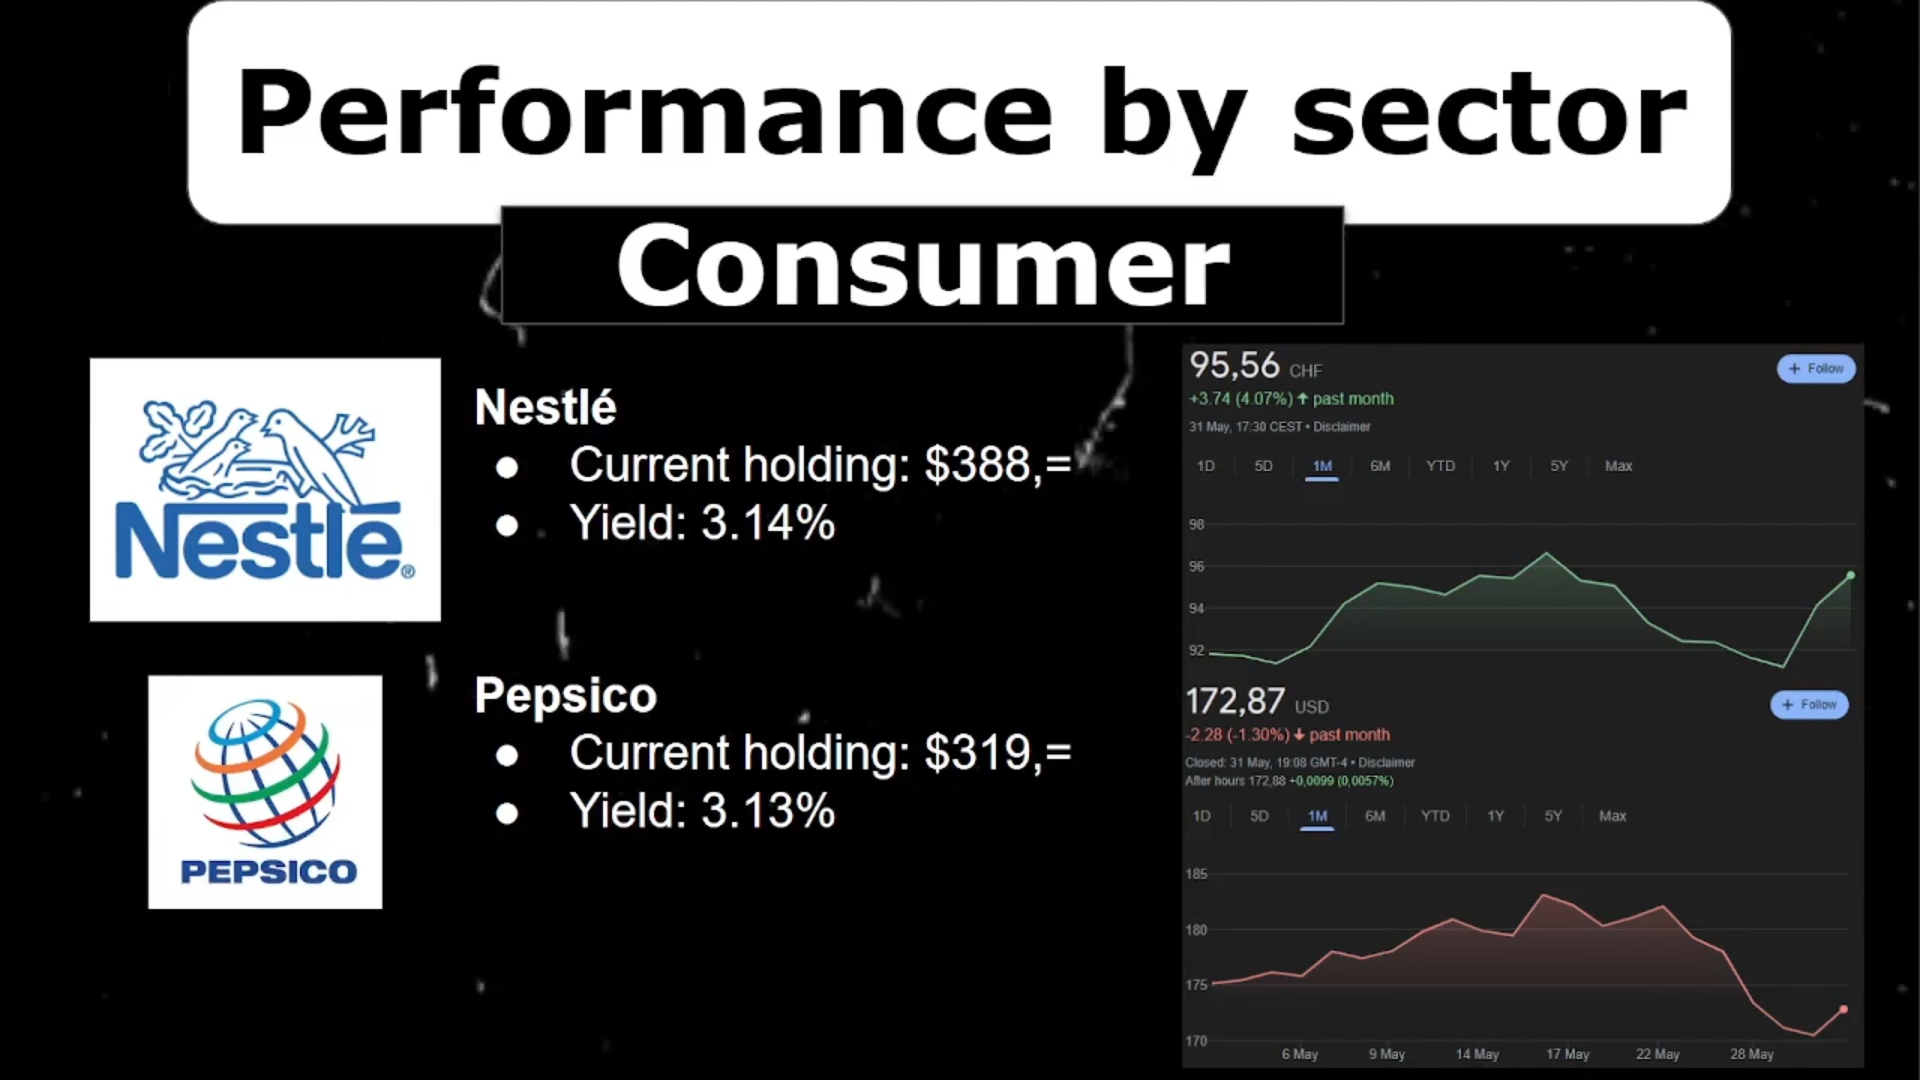 Performance by sector
Consumer
Nestlé®
Nestlé
● Current holding: $388,=
● Yield: 3.14%
PEPSICO
Pepsico
● Current holding: $319,=
● Yield: 3.13%
95,56 CHF
+ Follow
+3.74 (4.07%) ↑ past month
31 May, 17:30 CEST • Disclaimer
1D 5D 1M 6M YTD 1Y 5Y Max
98
96
94
92
172,87 USD
+ Follow
-2.28 (-1.30%) ↓ past month
Closed: 31 May, 19:08 GMT-4 • Disclaimer
After hours 172,88 +0,0099 (0,0057%)
1D 5D 1M 6M YTD 1Y 5Y Max
185
180
175
170
6 May 9 May 14 May 17 May 22 May 28 May